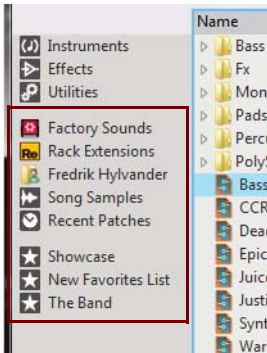 Name
Instruments
Effects
Utilities
Factory Sounds
Re Rack Extensions
Fredrik Hylvander
Song Samples
Recent Patches
Showcase
New Favorites List
The Band
Bass
Fx
Mon
Pads
Perc
Poly
Bass
CCR
Dea
Epic
Juic
Justi
Synt
War